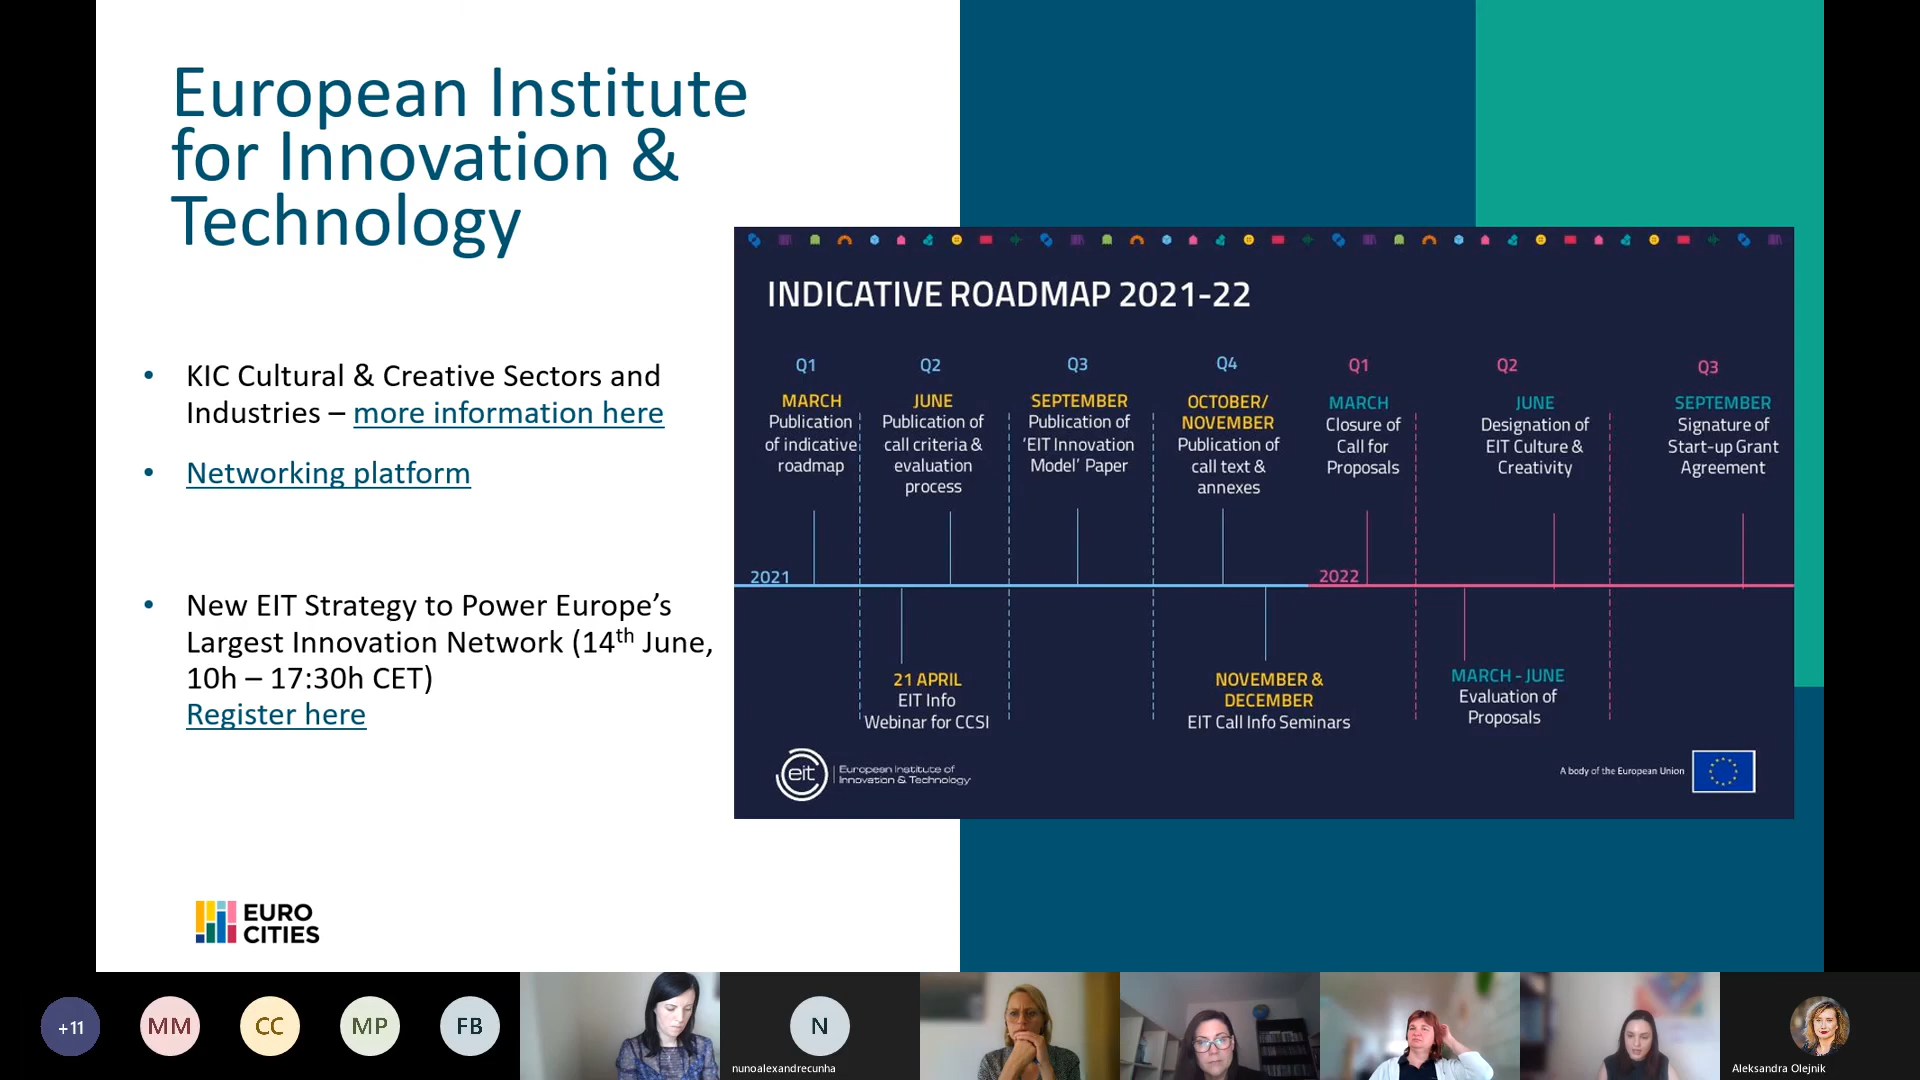 European Institute
for Innovation &
Technology
• KIC Cultural & Creative Sectors and
Industries – more information here
• Networking platform
• New EIT Strategy to Power Europe’s
Largest Innovation Network (14th June,
10h – 17:30h CET)
Register here
EURO
CITIES
INDICATIVE ROADMAP 2021-22
Q1
MARCH
Publication
of indicative
roadmap
Q2
JUNE
Publication of
call criteria &
evaluation
process
Q3
SEPTEMBER
Publication of
‘EIT Innovation
Model’ Paper
Q4
OCTOBER/
NOVEMBER
Publication of
call text &
annexes
Q1
MARCH
Closure of
Call for
Proposals
Q2
JUNE
Designation of
EIT Culture &
Creativity
Q3
SEPTEMBER
Signature of
Start-up Grant
Agreement
2021
2022
21 APRIL
EIT Info
Webinar for CCSI
NOVEMBER &
DECEMBER
EIT Call Info Seminars
MARCH - JUNE
Evaluation of
Proposals
eit
European Institute of
Innovation & Technology
A body of the European Union
+11
MM
CC
MP
FB
N
nunoalexandrecunha
Aleksandra Olejnik